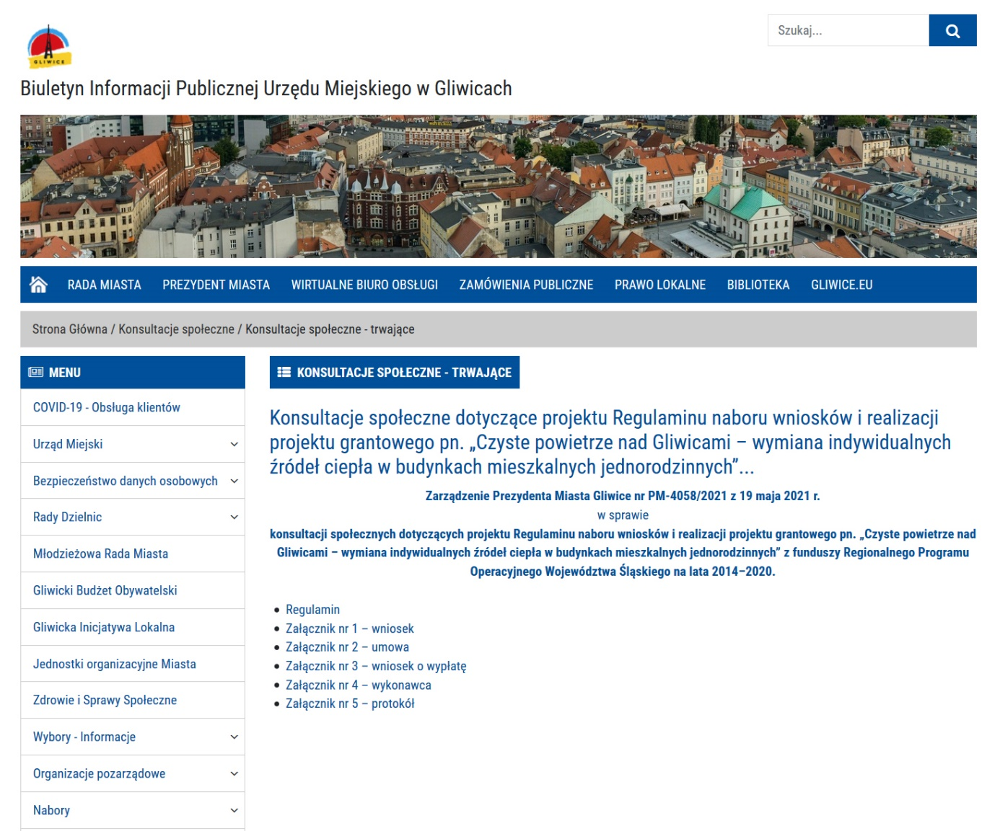 GLIWICE
Szukaj...
Biuletyn Informacji Publicznej Urzędu Miejskiego w Gliwicach
RADA MIASTA PREZYDENT MIASTA WIRTUALNE BIURO OBSŁUGI ZAMÓWIENIA PUBLICZNE PRAWO LOKALNE BIBLIOTEKA GLIWICE.EU
Strona Główna / Konsultacje społeczne / Konsultacje społeczne - trwające
MENU
COVID-19 - Obsługa klientów
Urząd Miejski
Bezpieczeństwo danych osobowych
Rady Dzielnic
Młodzieżowa Rada Miasta
Gliwicki Budżet Obywatelski
Gliwicka Inicjatywa Lokalna
Jednostki organizacyjne Miasta
Zdrowie i Sprawy Społeczne
Wybory - Informacje
Organizacje pozarządowe
Nabory
KONSULTACJE SPOŁECZNE - TRWAJĄCE
Konsultacje społeczne dotyczące projektu Regulaminu naboru wniosków i realizacji
projektu grantowego pn. „Czyste powietrze nad Gliwicami – wymiana indywidualnych
źródeł ciepła w budynkach mieszkalnych jednorodzinnych”...
Zarządzenie Prezydenta Miasta Gliwice nr PM-4058/2021 z 19 maja 2021 r.
w sprawie
konsultacji społecznych dotyczących projektu Regulaminu naboru wniosków i realizacji projektu grantowego pn. „Czyste powietrze nad
Gliwicami – wymiana indywidualnych źródeł ciepła w budynkach mieszkalnych jednorodzinnych” z funduszy Regionalnego Programu
Operacyjnego Województwa Śląskiego na lata 2014–2020.
Regulamin
Załącznik nr 1 – wniosek
Załącznik nr 2 – umowa
Załącznik nr 3 – wniosek o wypłatę
Załącznik nr 4 – wykonawca
Załącznik nr 5 – protokół